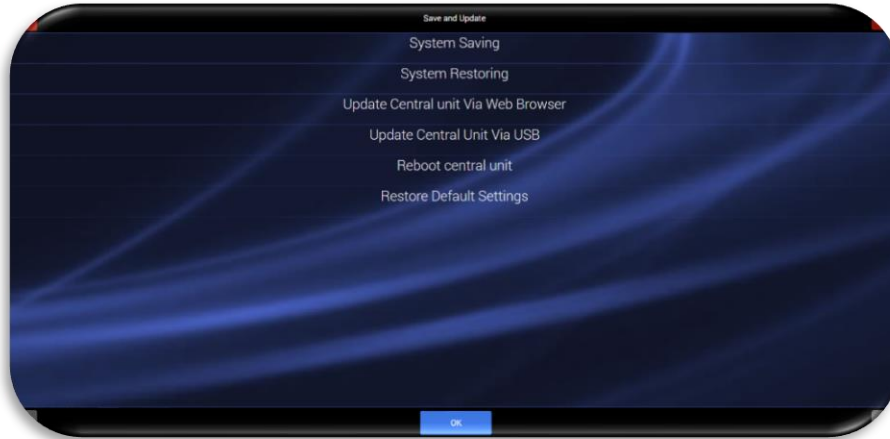 Save and Update
System Saving
System Restoring
Update Central unit Via Web Browser
Update Central Unit Via USB
Reboot central unit
Restore Default Settings
OK